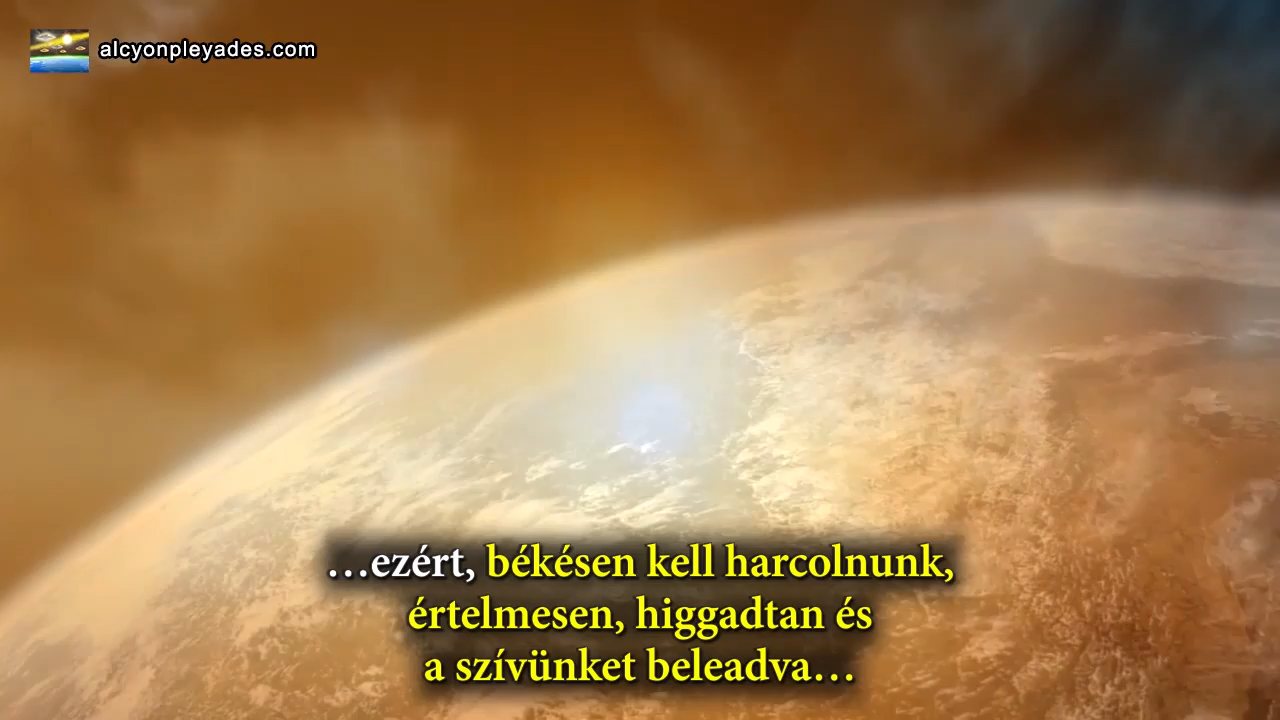 alcyonpleyades.com
…ezért, békésen kell harcolnunk,
értelmesen, higgadtan és
a szívünket beleadva…